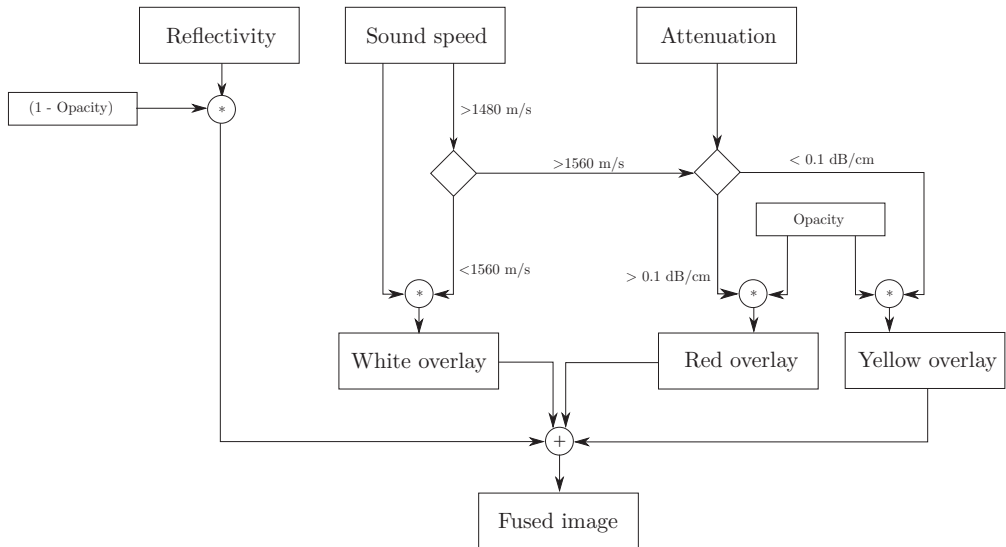 Reflectivity
Sound speed
Attenuation
(1 - Opacity)
*
>1480 m/s
>1560 m/s
< 0.1 dB/cm
Opacity
<1560 m/s
> 0.1 dB/cm
*
*
*
White overlay
Red overlay
Yellow overlay
+
Fused image